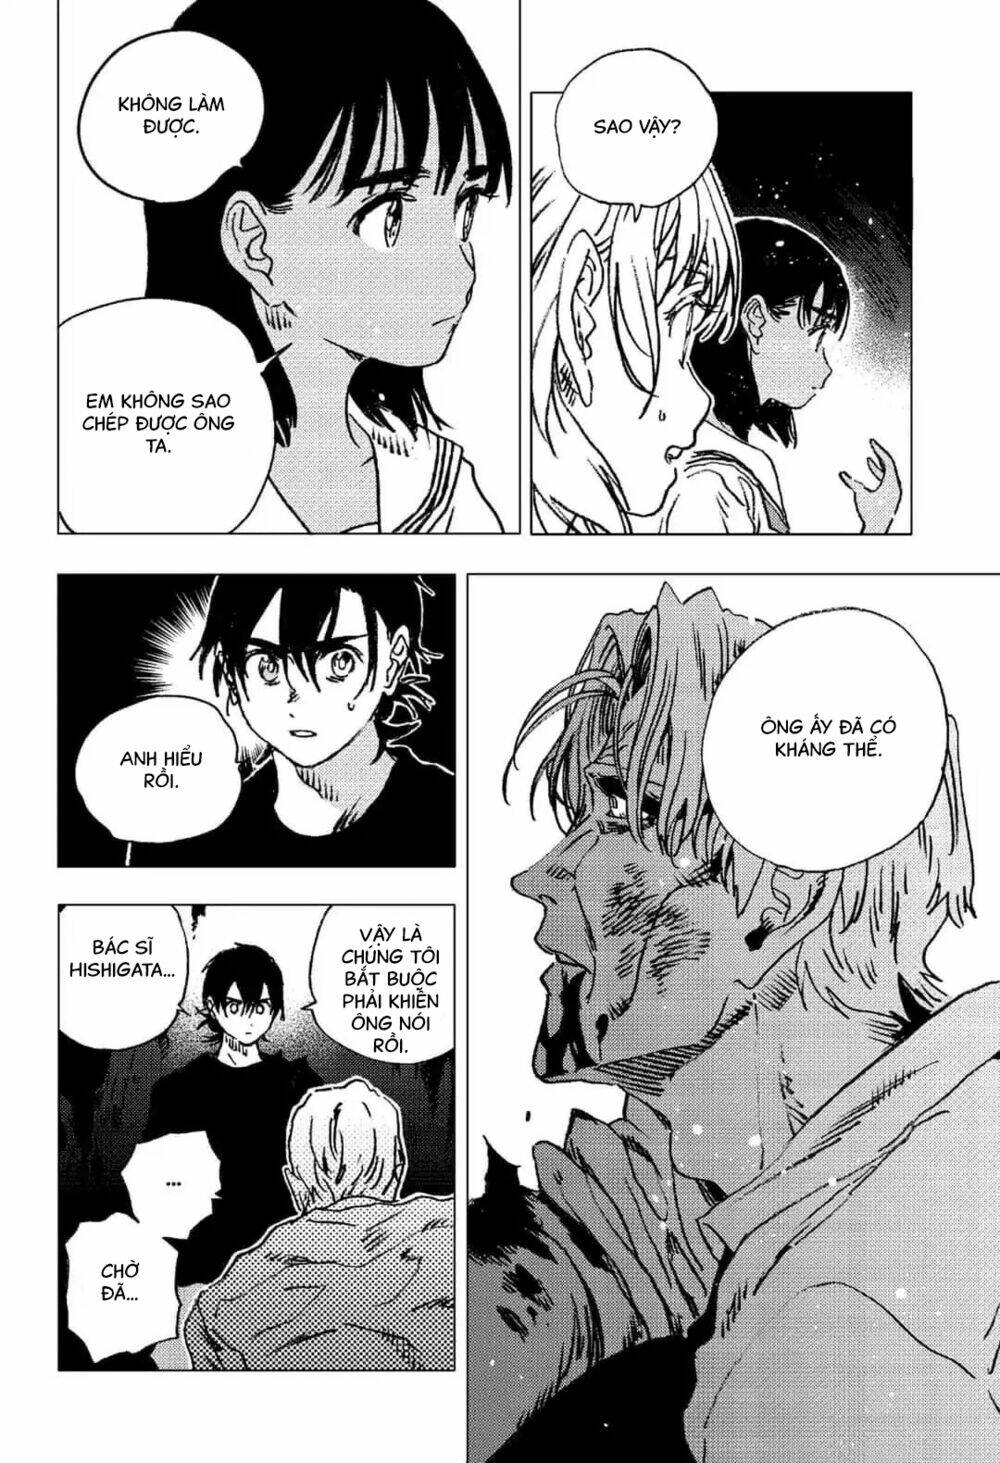 SAO VẬY?
KHÔNG LÀM
ĐƯỢC.
EM KHÔNG SAO
CHÉP ĐƯỢC ÔNG
TA.
ÔNG ẤY ĐÃ CÓ
KHÁNG THỂ.
ANH HIỂU
RỒI.
VẬY LÀ
CHÚNG TÔI
BẮT BUỘC
PHẢI KHIẾN
ÔNG NÓI
RỒI.
BÁC SĨ
HISHIGATA...
...
CHỜ
ĐÃ...